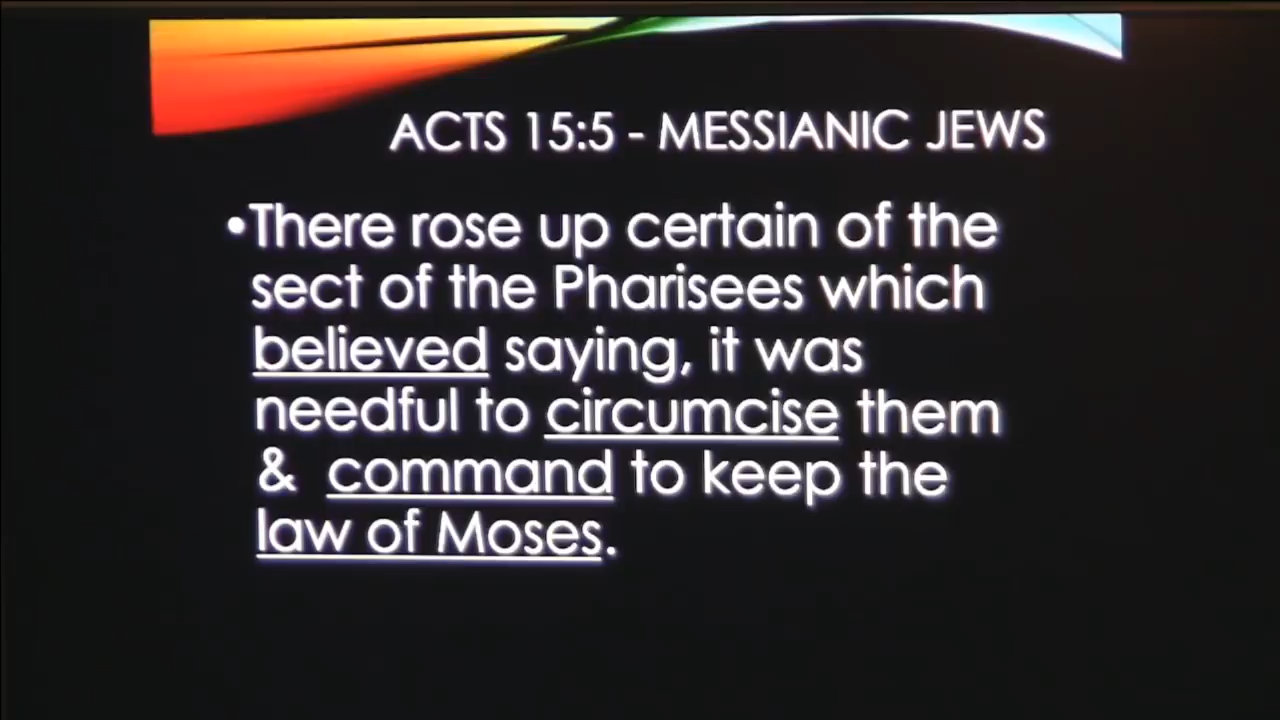 ACTS 15:5 - MESSIANIC JEWS
•There rose up certain of the
sect of the Pharisees which
believed saying, it was
needful to circumcise them
& command to keep the
law of Moses.